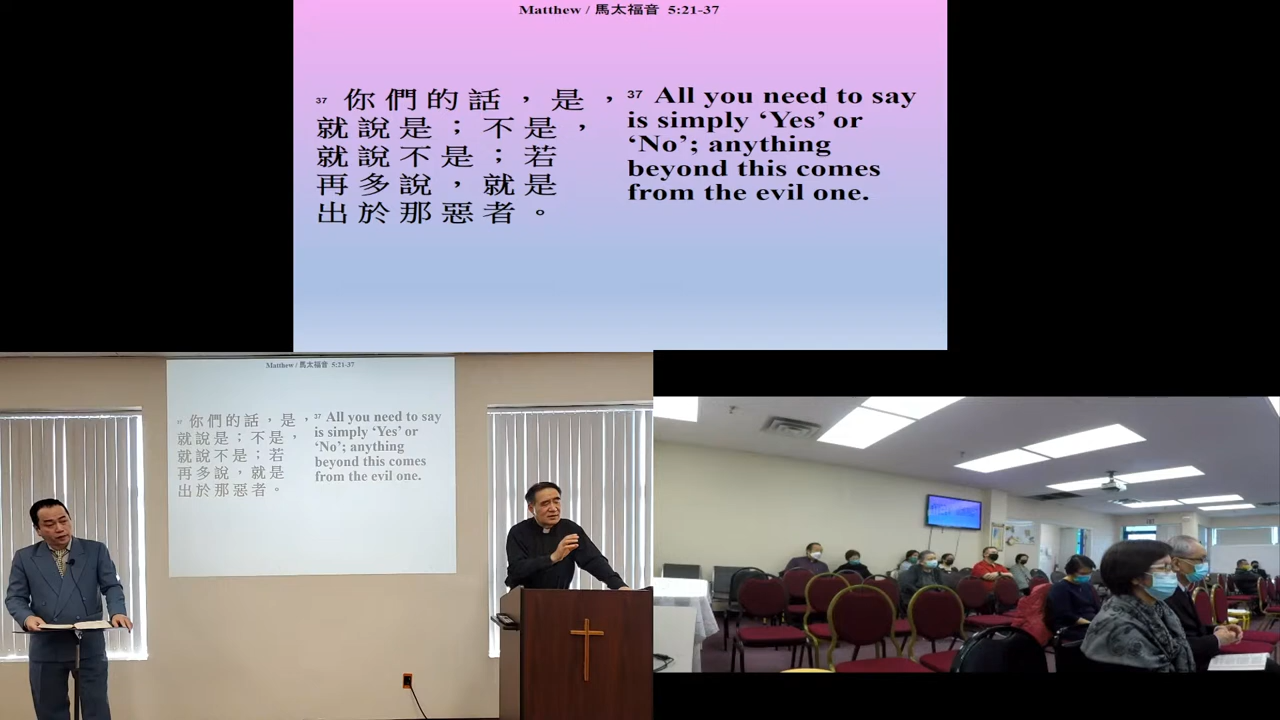 Matthew / 馬太福音 5:21-37
37 你們的話，是，
就說是；不是，
就說不是；若
再多說，就是
出於那惡者。
37 All you need to say
is simply ‘Yes’ or
‘No’; anything
beyond this comes
from the evil one.
Matthew / 馬太福音 5:21-37
37 你們的話，是，
就說是；不是，
就說不是；若
再多說，就是
出於那惡者。
37 All you need to say
is simply ‘Yes’ or
‘No’; anything
beyond this comes
from the evil one.